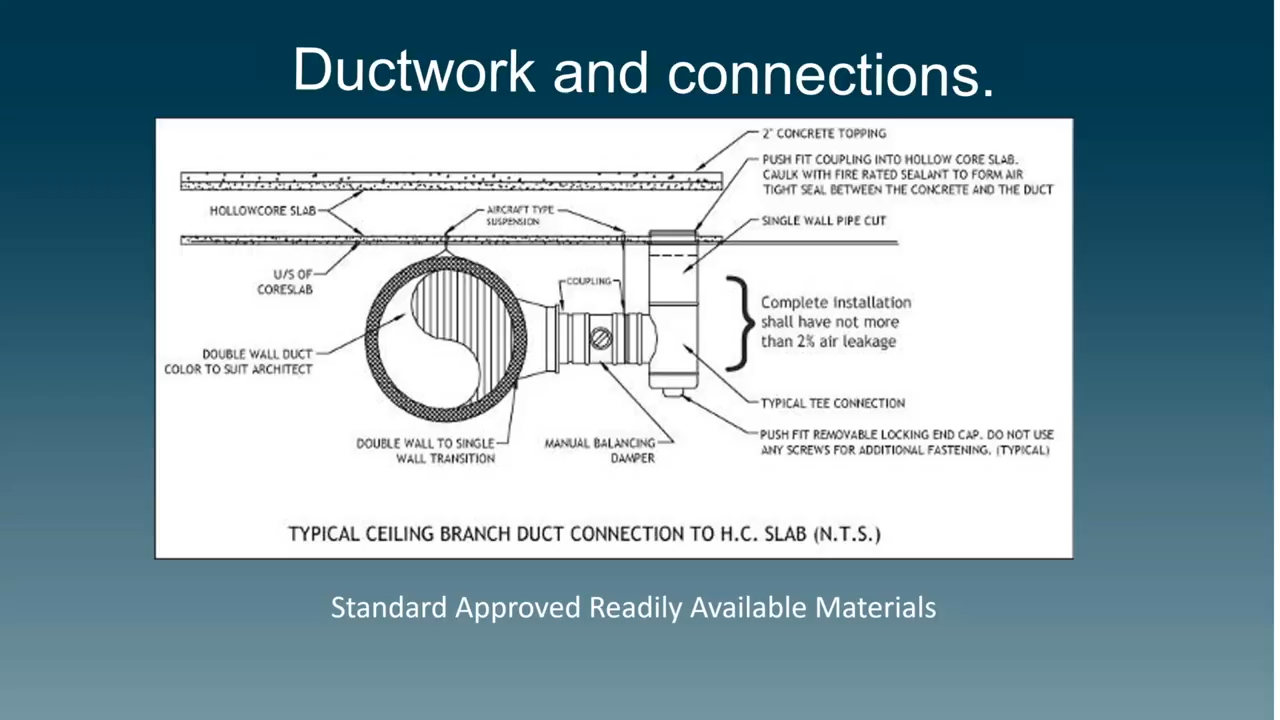 Ductwork and connections.
2" CONCRETE TOPPING
PUSH FIT COUPLING INTO HOLLOW CORE SLAB.
CAULK WITH FIRE RATED SEALANT TO FORM AIR
TIGHT SEAL BETWEEN THE CONCRETE AND THE DUCT
HOLLOWCORE SLAB
AIRCRAFT TYPE
SUSPENSION
SINGLE WALL PIPE CUT
U/S OF
CORESLAB
COUPLING
Complete installation
shall have not more
than 2% air leakage
DOUBLE WALL DUCT
COLOR TO SUIT ARCHITECT
TYPICAL TEE CONNECTION
DOUBLE WALL TO SINGLE
WALL TRANSITION
MANUAL BALANCING
DAMPER
PUSH FIT REMOVABLE LOCKING END CAP. DO NOT USE
ANY SCREWS FOR ADDITIONAL FASTENING. (TYPICAL)
TYPICAL CEILING BRANCH DUCT CONNECTION TO H.C. SLAB (N.T.S.)
Standard Approved Readily Available Materials